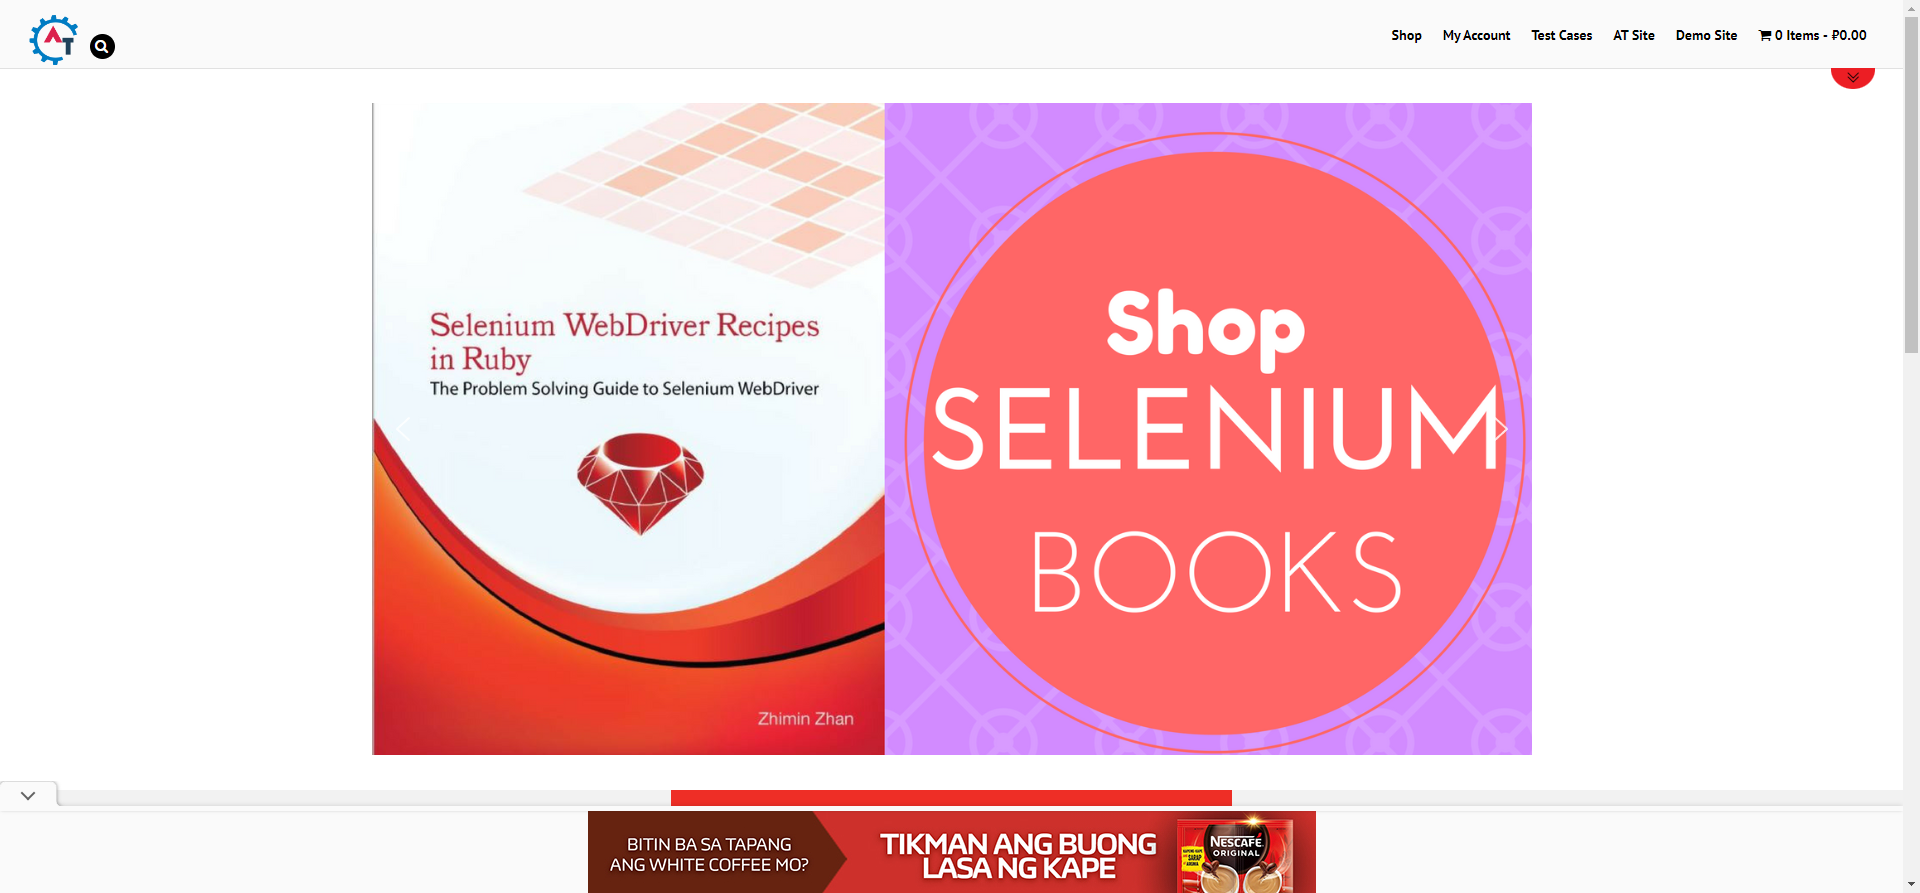 AT
Shop
My Account
Test Cases
AT Site
Demo Site
0 Items - ₽0.00
Selenium WebDriver Recipes
in Ruby
The Problem Solving Guide to Selenium WebDriver
Zhimin Zhan
Shop
SELENIUM
BOOKS
BITIN BA SA TAPANG
ANG WHITE COFFEE MO?
TIKMAN ANG BUONG
LASA NG KAPE
NESCAFÉ
ORIGINAL